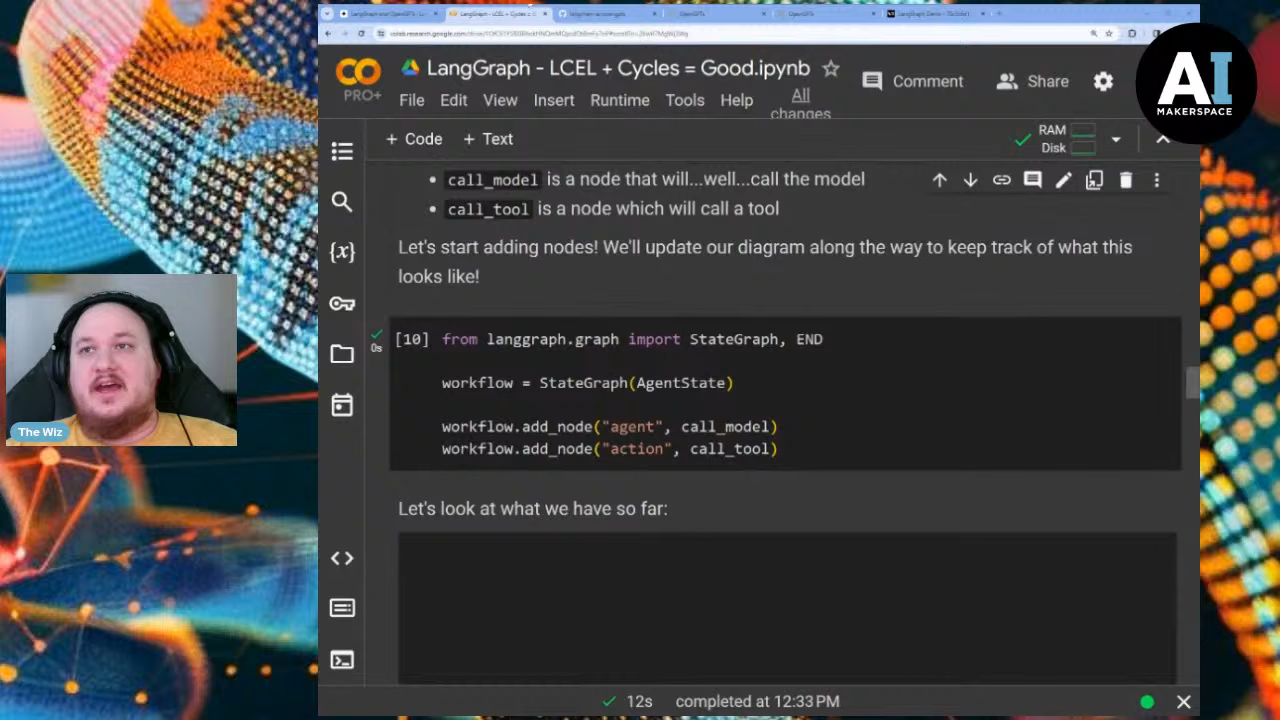 LangGraph - LCEL + Cycles = Good.ipynb
PRO+
File Edit View Insert Runtime Tools Help All changes
Comment Share
AI
MAKERSPACE
+ Code + Text
RAM
Disk
call_model is a node that will...well...call the model
call_tool is a node which will call a tool
Let's start adding nodes! We'll update our diagram along the way to keep track of what this
looks like!
[10] from langgraph.graph import StateGraph, END
0s
workflow = StateGraph(AgentState)
workflow.add_node("agent", call_model)
workflow.add_node("action", call_tool)
The Wiz
Let's look at what we have so far:
12s completed at 12:33 PM